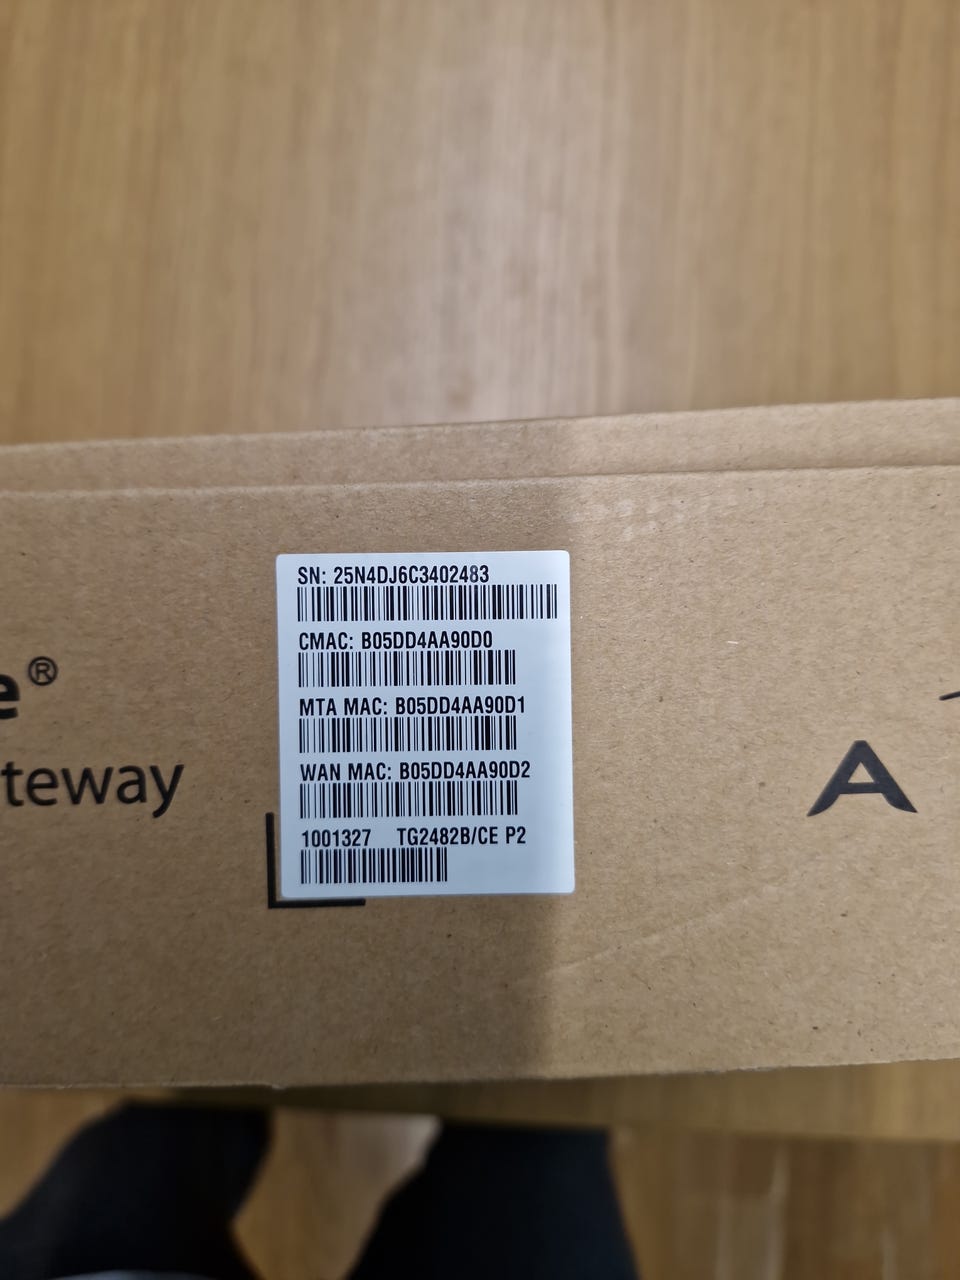 SN: 25N4DJ6C3402483
CMAC: B05DD4AA90D0
MTA MAC: B05DD4AA90D1
WAN MAC: B05DD4AA90D2
1001327 TG2482B/CE P2
e®
teway
A